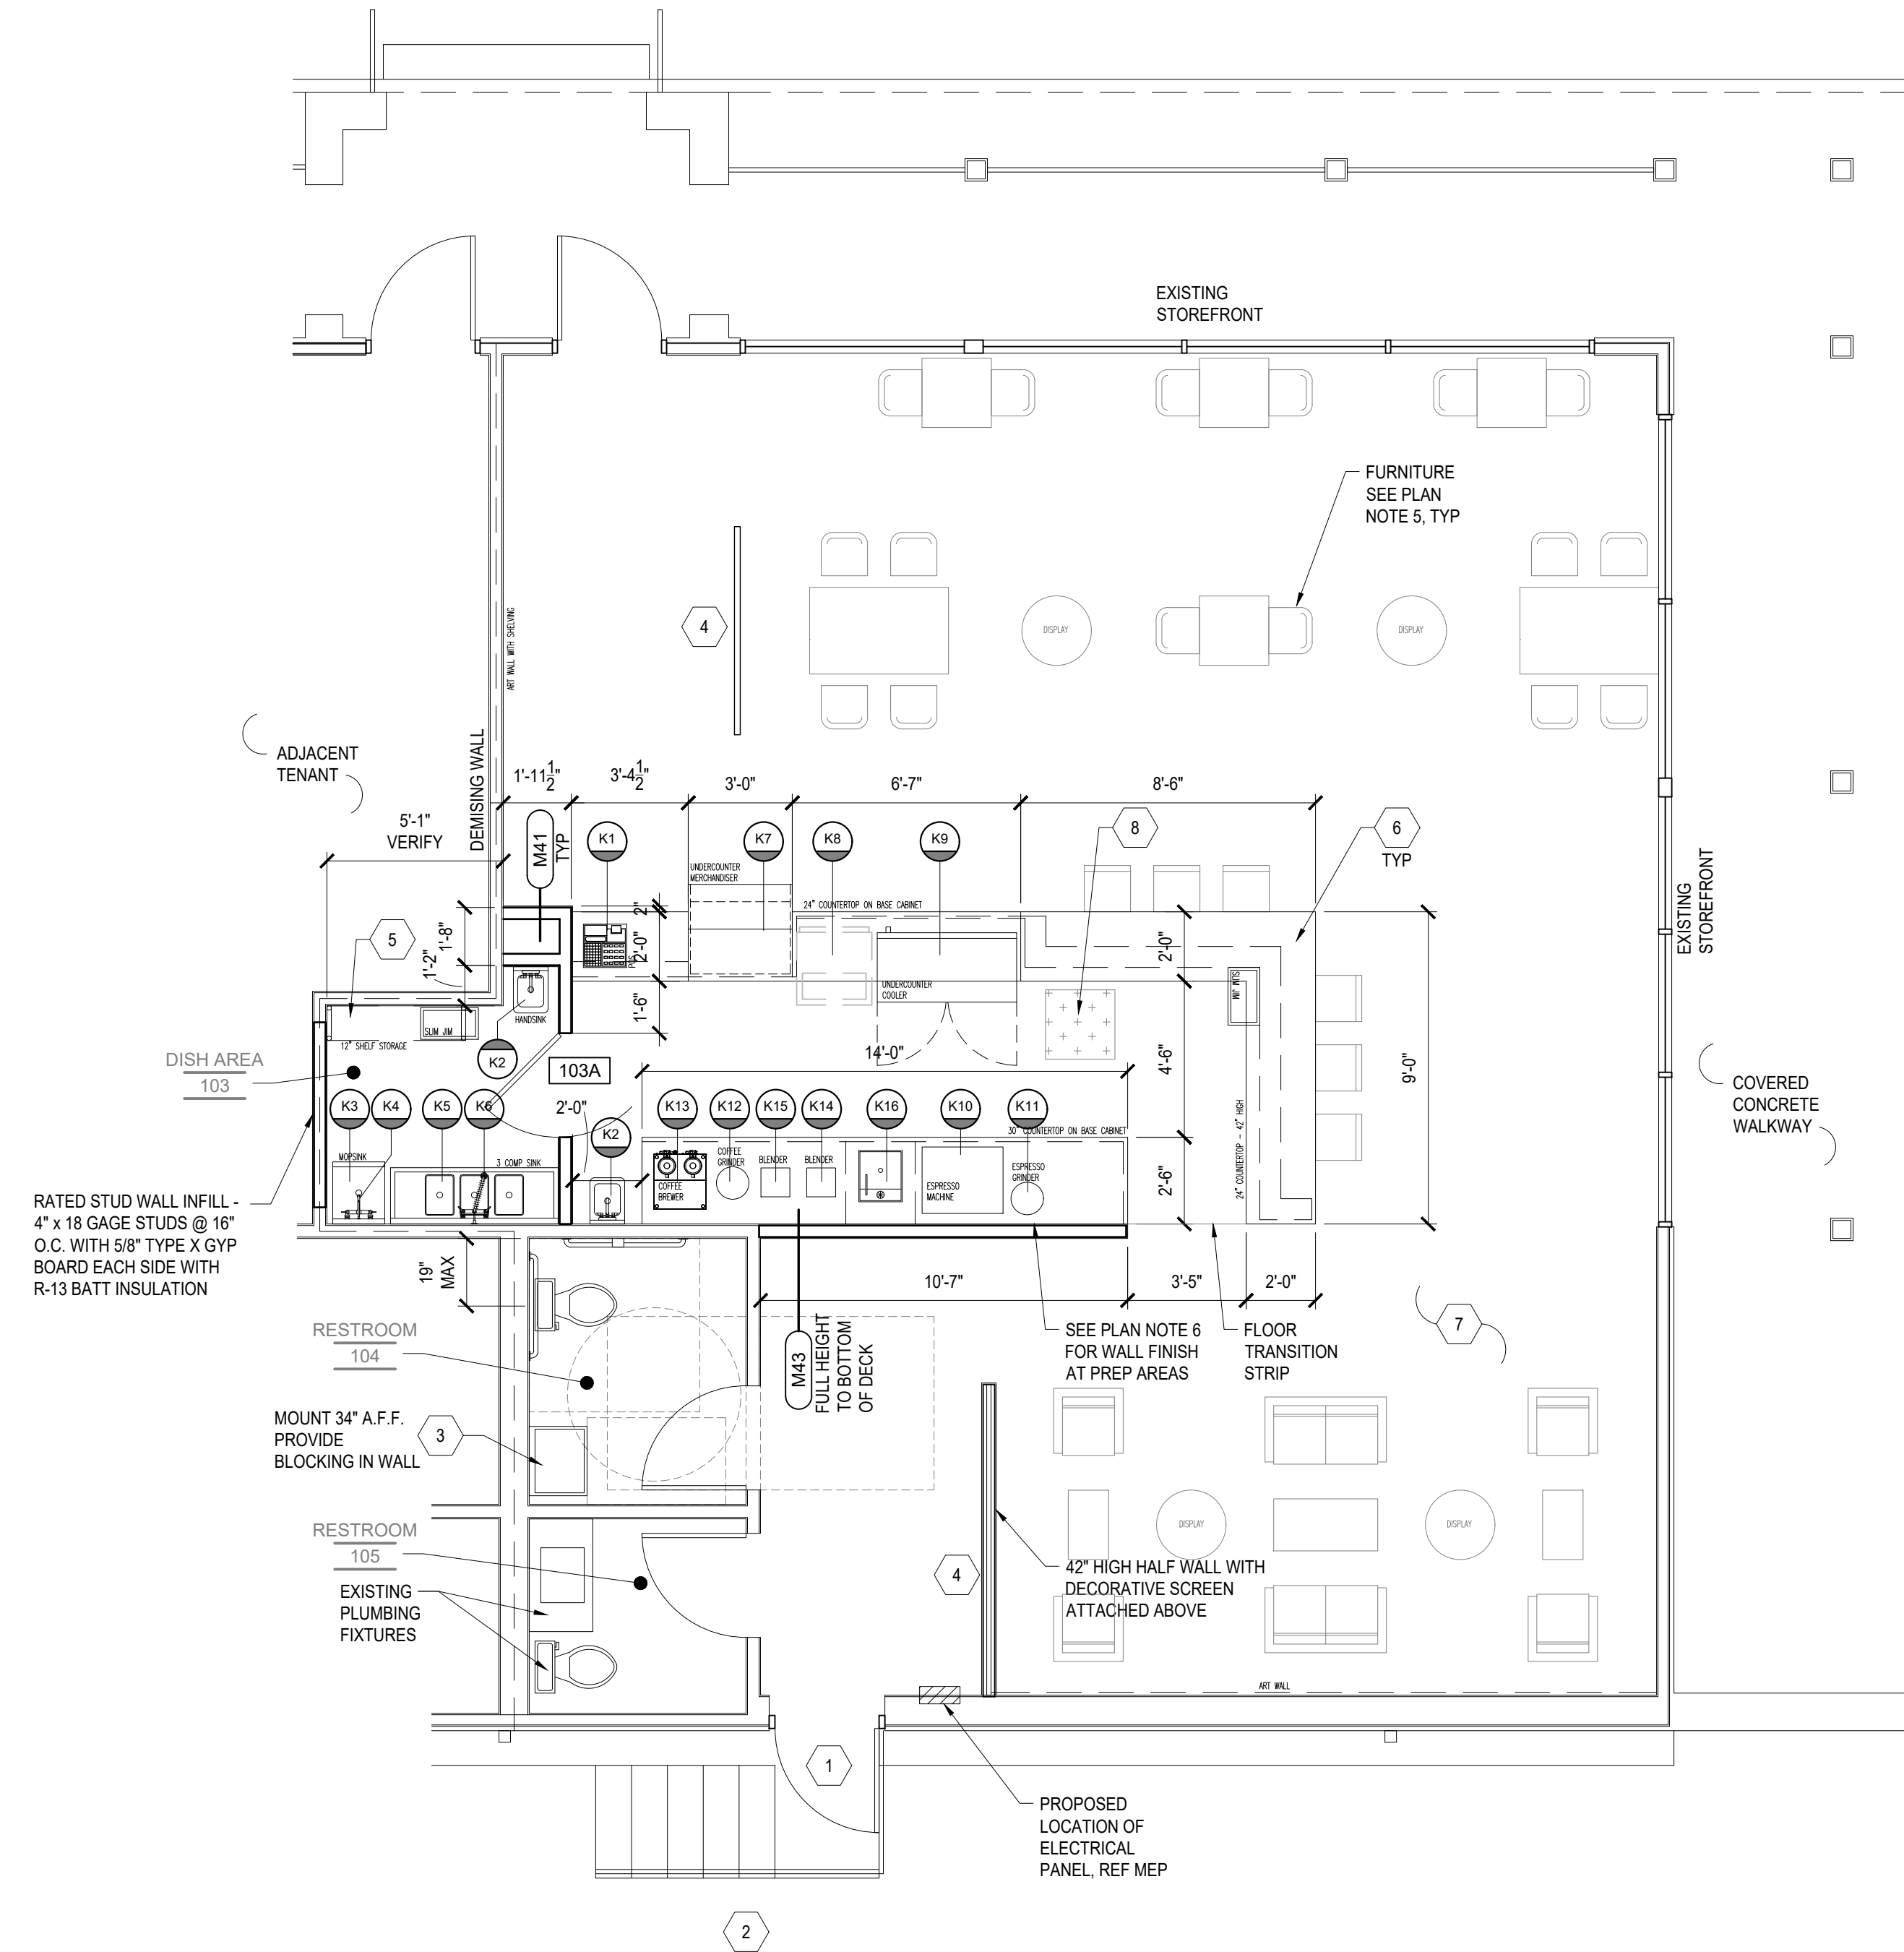 EXISTING
STOREFRONT
FURNITURE
SEE PLAN
NOTE 5, TYP
4
DISPLAY
DISPLAY
ART WALL WITH SHELVING
ADJACENT
TENANT
DEMISING WALL
1'-11 1/2"
3'-4 1/2"
3'-0"
6'-7"
8'-6"
5'-1"
VERIFY
M41
TYP
K1
K7
K8
K9
8
6
TYP
UNDERCOUNTER
MERCHANDISER
24" COUNTERTOP ON BASE CABINET
EXISTING
STOREFRONT
5
1'-8"
1'-2"
2"
2'-0"
POS
1'-6"
2'-0"
UNDERCOUNTER
COOLER
SLIM JIM
HANDSINK
SLIM JIM
12" SHELF STORAGE
K2
103A
14'-0"
4'-6"
9'-0"
DISH AREA
103
COVERED
CONCRETE
WALKWAY
K3
K4
K5
K6
2'-0"
K2
K13
K12
K15
K14
K16
K10
K11
30" COUNTERTOP ON BASE CABINET
24" COUNTERTOP - 42" HIGH
MOPSINK
3 COMP SINK
COFFEE
GRINDER
BLENDER
BLENDER
ESPRESSO
GRINDER
COFFEE
BREWER
ESPRESSO
MACHINE
2'-6"
RATED STUD WALL INFILL -
4" x 18 GAGE STUDS @ 16"
O.C. WITH 5/8" TYPE X GYP
BOARD EACH SIDE WITH
R-13 BATT INSULATION
19"
MAX
10'-7"
3'-5"
2'-0"
RESTROOM
104
M43
FULL HEIGHT
TO BOTTOM
OF DECK
SEE PLAN NOTE 6
FOR WALL FINISH
AT PREP AREAS
FLOOR
TRANSITION
STRIP
7
MOUNT 34" A.F.F.
PROVIDE
BLOCKING IN WALL
3
DISPLAY
DISPLAY
RESTROOM
105
EXISTING
PLUMBING
FIXTURES
4
42" HIGH HALF WALL WITH
DECORATIVE SCREEN
ATTACHED ABOVE
ART WALL
1
PROPOSED
LOCATION OF
ELECTRICAL
PANEL, REF MEP
2